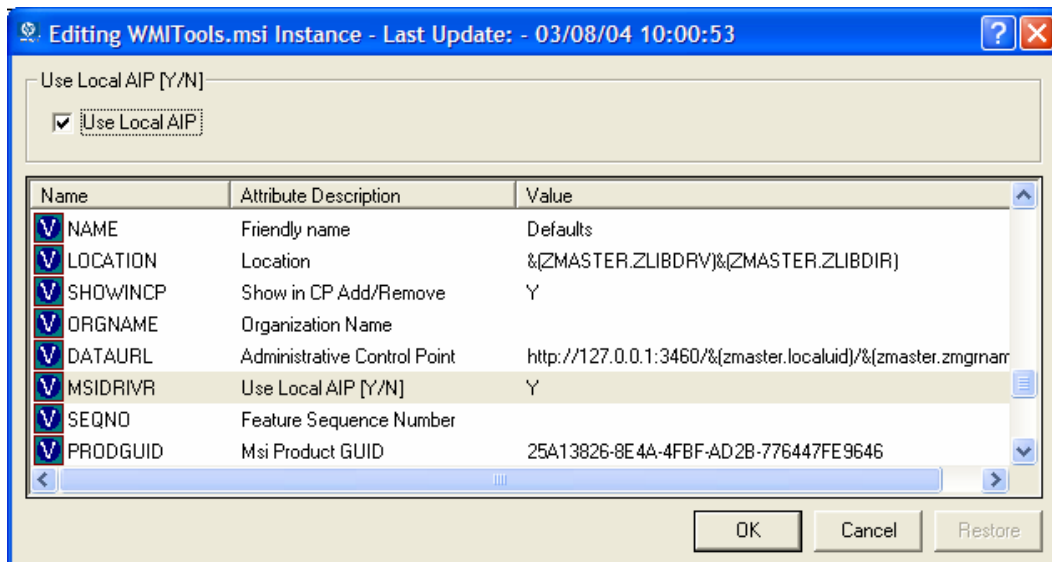 Editing WMITools.msi Instance - Last Update: - 03/08/04 10:00:53
Use Local AIP [Y/N]
Use Local AIP
Name Attribute Description Value
V NAME Friendly name Defaults
V LOCATION Location &(ZMASTER.ZLIBDRV)&(ZMASTER.ZLIBDIR)
V SHOWINCP Show in CP Add/Remove Y
V ORGNAME Organization Name
V DATAURL Administrative Control Point http://127.0.0.1:3460/&(zmaster.localuid)/&(zmaster.zmgrnam
V MSIDRIVR Use Local AIP [Y/N] Y
V SEQNO Feature Sequence Number
V PRODGUID Msi Product GUID 25A13826-8E4A-4FBF-AD2B-776447FE9646
OK Cancel Restore